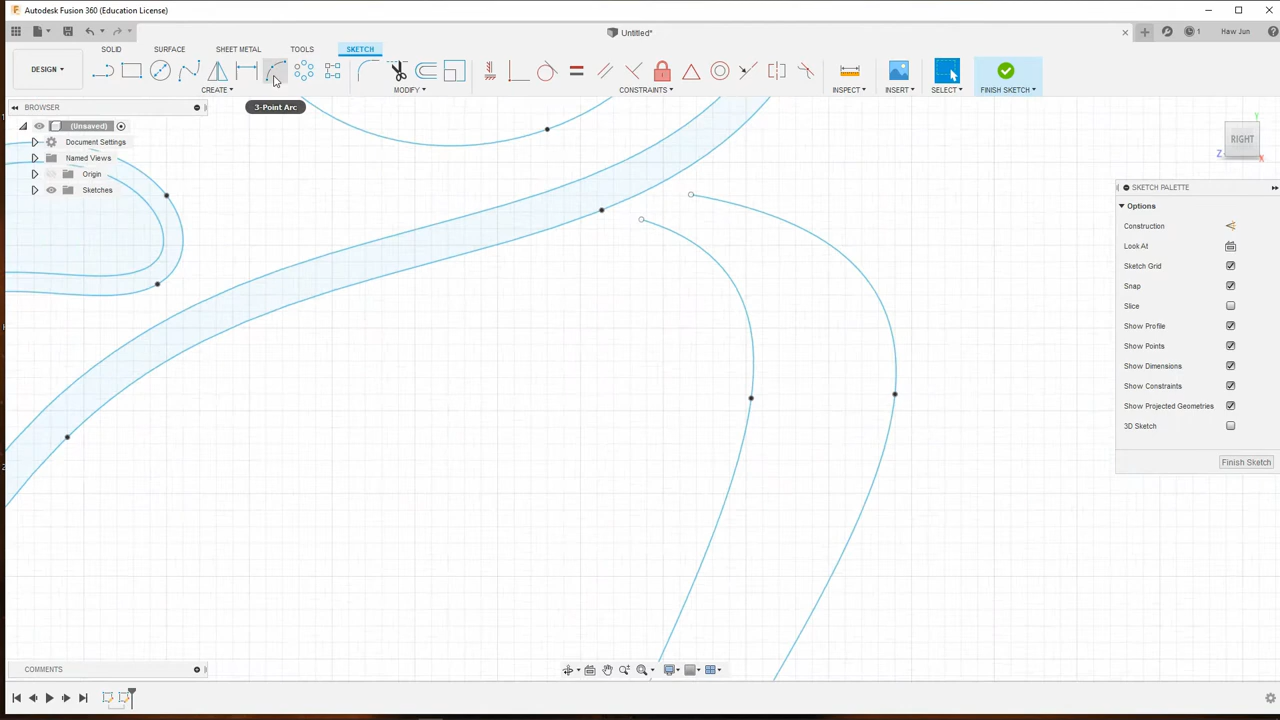 Autodesk Fusion 360 (Education License)
Untitled*
Haw Jun
SOLID SURFACE SHEET METAL TOOLS SKETCH
DESIGN
CREATE MODIFY CONSTRAINTS INSPECT INSERT SELECT FINISH SKETCH
BROWSER
3-Point Arc
(Unsaved)
Document Settings
Named Views
Origin
Sketches
Y
RIGHT
Z
X
SKETCH PALETTE
Options
Construction
Look At
Sketch Grid
Snap
Slice
Show Profile
Show Points
Show Dimensions
Show Constraints
Show Projected Geometries
3D Sketch
Finish Sketch
COMMENTS